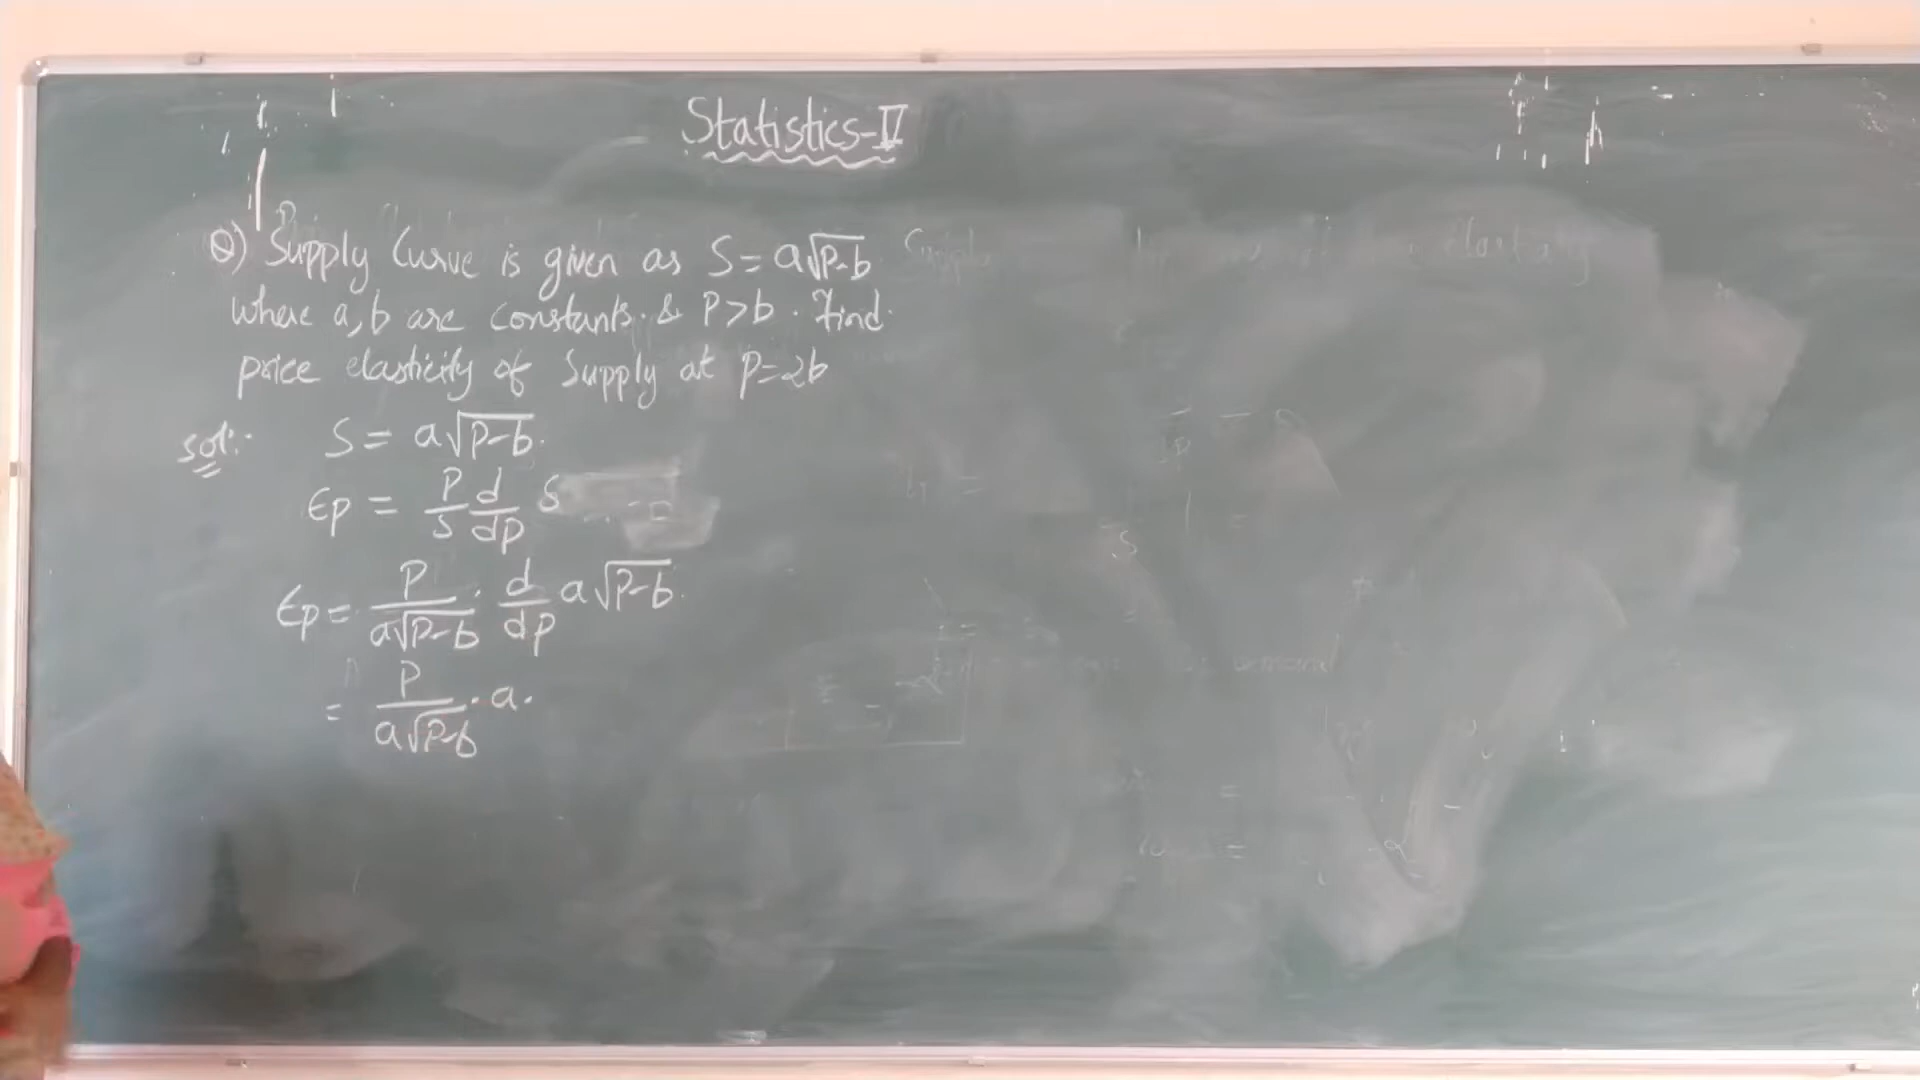 Statistics-IV
Q) Supply Curve is given as S = a√P-b
where a, b are constants. & P>b. Find
price elasticity of Supply at P=2b
Sol:. S = a√P-b.
Ep = P/S d/dp S
Ep = P/a√P-b . d/dp a√P-b.
= P/a√P-b . a.